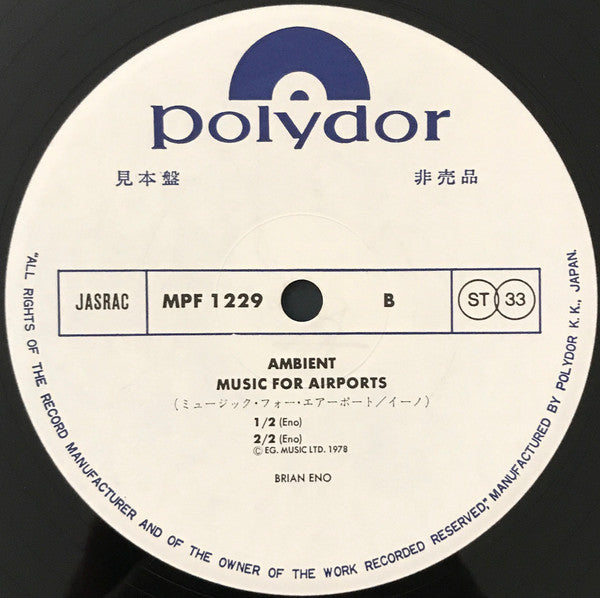 polydor
見本盤 非売品
JASRAC MPF 1229 B ST 33
AMBIENT
MUSIC FOR AIRPORTS
(ミュージック・フォー・エアーポート/イーノ)
1/2 (Eno)
2/2 (Eno)
© EG. MUSIC LTD. 1978
BRIAN ENO
"ALL RIGHTS OF THE RECORD MANUFACTURER AND OF THE OWNER OF THE WORK RECORDED RESERVED," MANUFACTURED BY POLYDOR K.K., JAPAN.